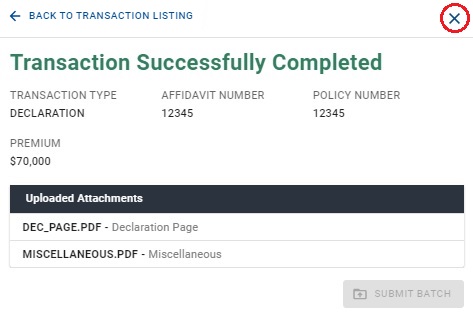 BACK TO TRANSACTION LISTING
Transaction Successfully Completed
TRANSACTION TYPE AFFIDAVIT NUMBER POLICY NUMBER
DECLARATION 12345 12345
PREMIUM
$70,000
Uploaded Attachments
DEC_PAGE.PDF - Declaration Page
MISCELLANEOUS.PDF - Miscellaneous
SUBMIT BATCH